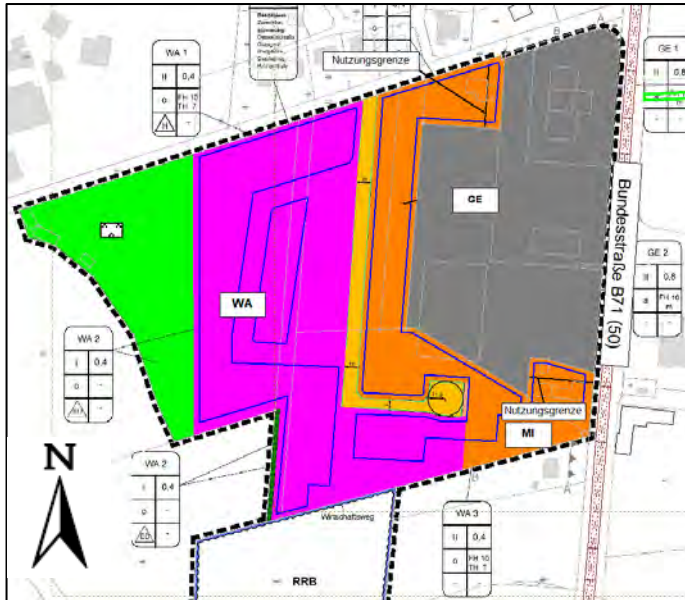 WA 1
II 0,4
o FH 10
TH 7
-
Nutzungsgrenze
GE 1
II 0,8
Bundesstraße B71 (50)
GE
GE 2
II 0,8
a FH 10
- -
WA
WA 2
I 0,4
o -
-
Nutzungsgrenze
MI
WA 2
I 0,4
o -
ED -
N
Wirtschaftsweg
RRB
WA 3
II 0,4
o FH 10
TH 7
- -
A
B
B
A